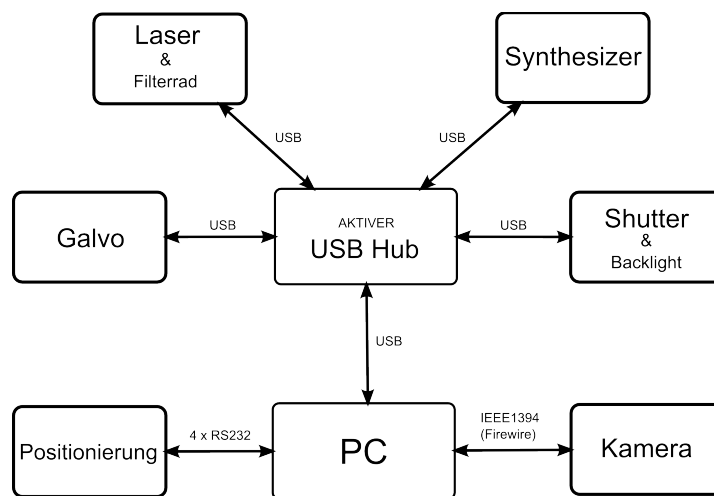 Laser
&
Filterrad
Synthesizer
USB
USB
Galvo
USB
AKTIVER
USB Hub
USB
Shutter
&
Backlight
USB
Positionierung
4 x RS232
PC
IEEE1394
(Firewire)
Kamera